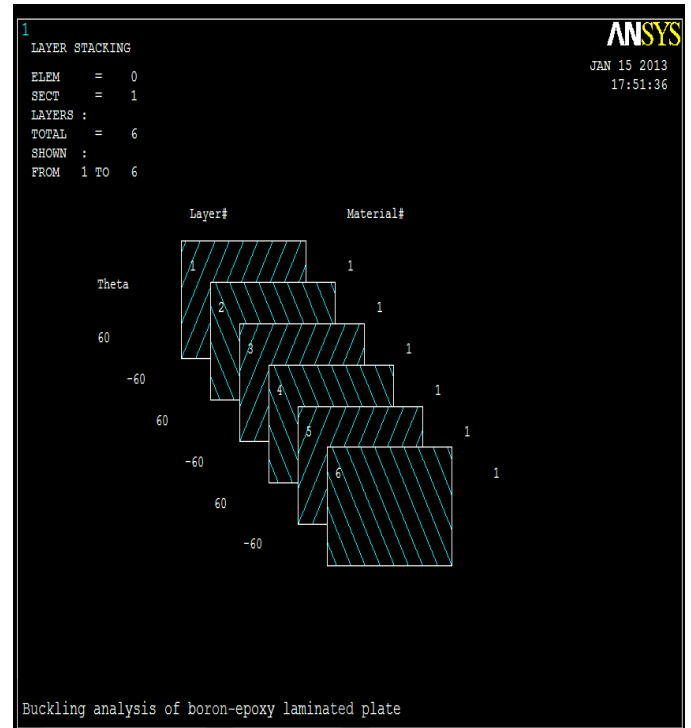 1
ANSYS
LAYER STACKING
JAN 15 2013
17:51:36
ELEM = 0
SECT = 1
LAYERS :
TOTAL = 6
SHOWN :
FROM 1 TO 6
Layer# Material#
1 1
Theta
2 1
60
3 1
-60
4 1
60
5 1
-60
6 1
60
-60
Buckling analysis of boron-epoxy laminated plate